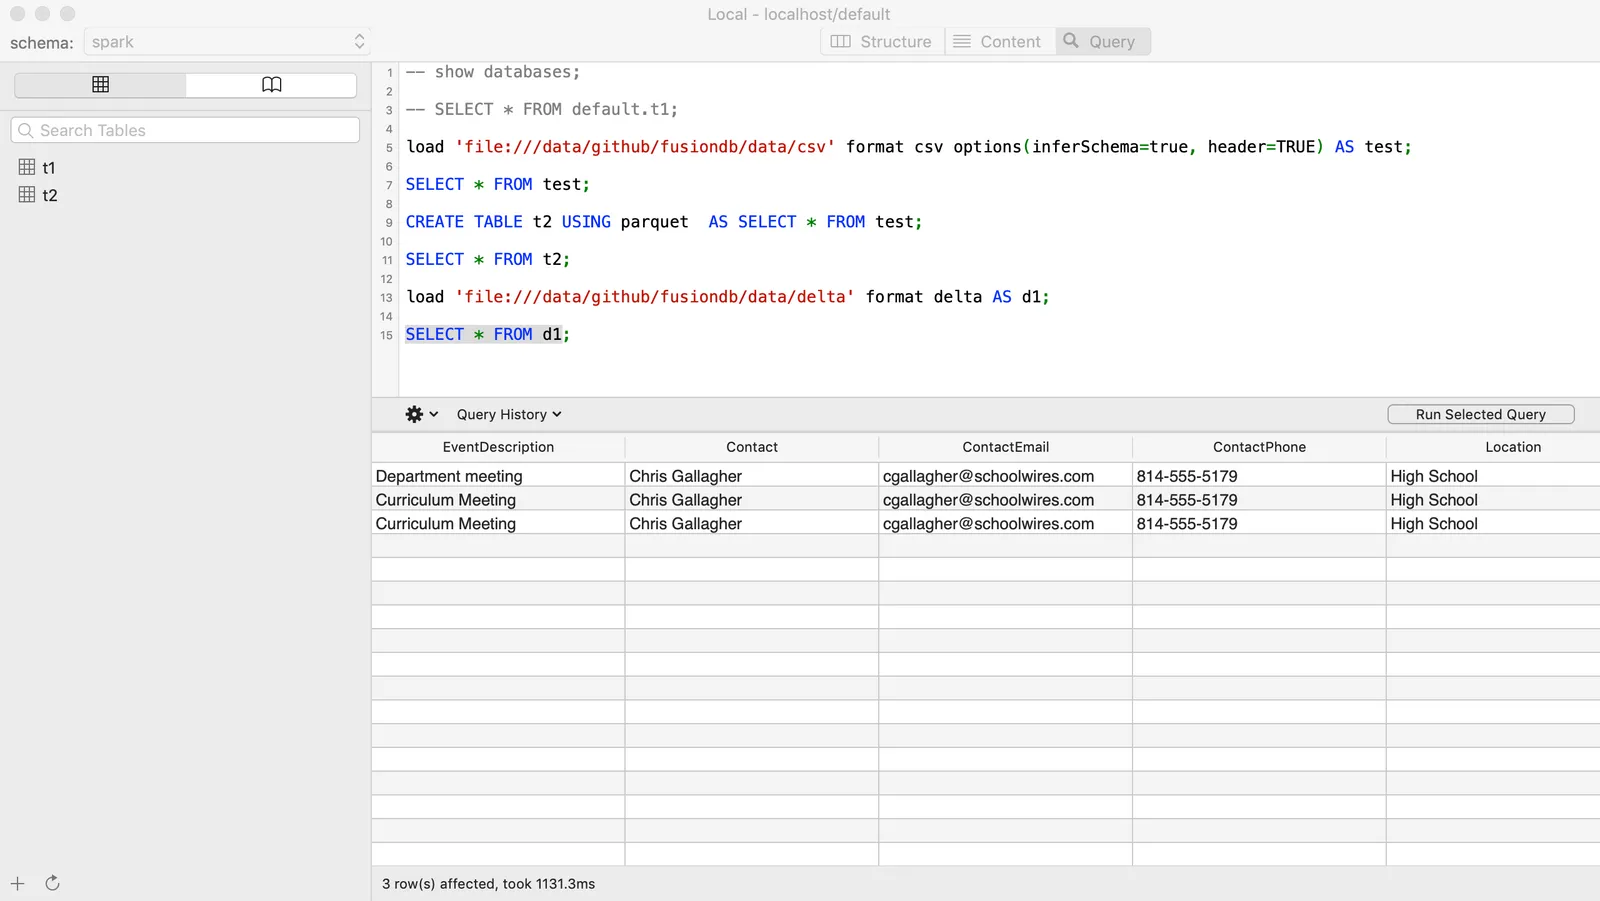 Local - localhost/default
schema: spark
Structure Content Query
Search Tables
t1
t2
1 -- show databases;
2
3 -- SELECT * FROM default.t1;
4
5 load 'file:///data/github/fusiondb/data/csv' format csv options(inferSchema=true, header=TRUE) AS test;
6
7 SELECT * FROM test;
8
9 CREATE TABLE t2 USING parquet  AS SELECT * FROM test;
10
11 SELECT * FROM t2;
12
13 load 'file:///data/github/fusiondb/data/delta' format delta AS d1;
14
15 SELECT * FROM d1;
Query History Run Selected Query
EventDescription Contact ContactEmail ContactPhone Location
Department meeting Chris Gallagher cgallagher@schoolwires.com 814-555-5179 High School
Curriculum Meeting Chris Gallagher cgallagher@schoolwires.com 814-555-5179 High School
Curriculum Meeting Chris Gallagher cgallagher@schoolwires.com 814-555-5179 High School
3 row(s) affected, took 1131.3ms